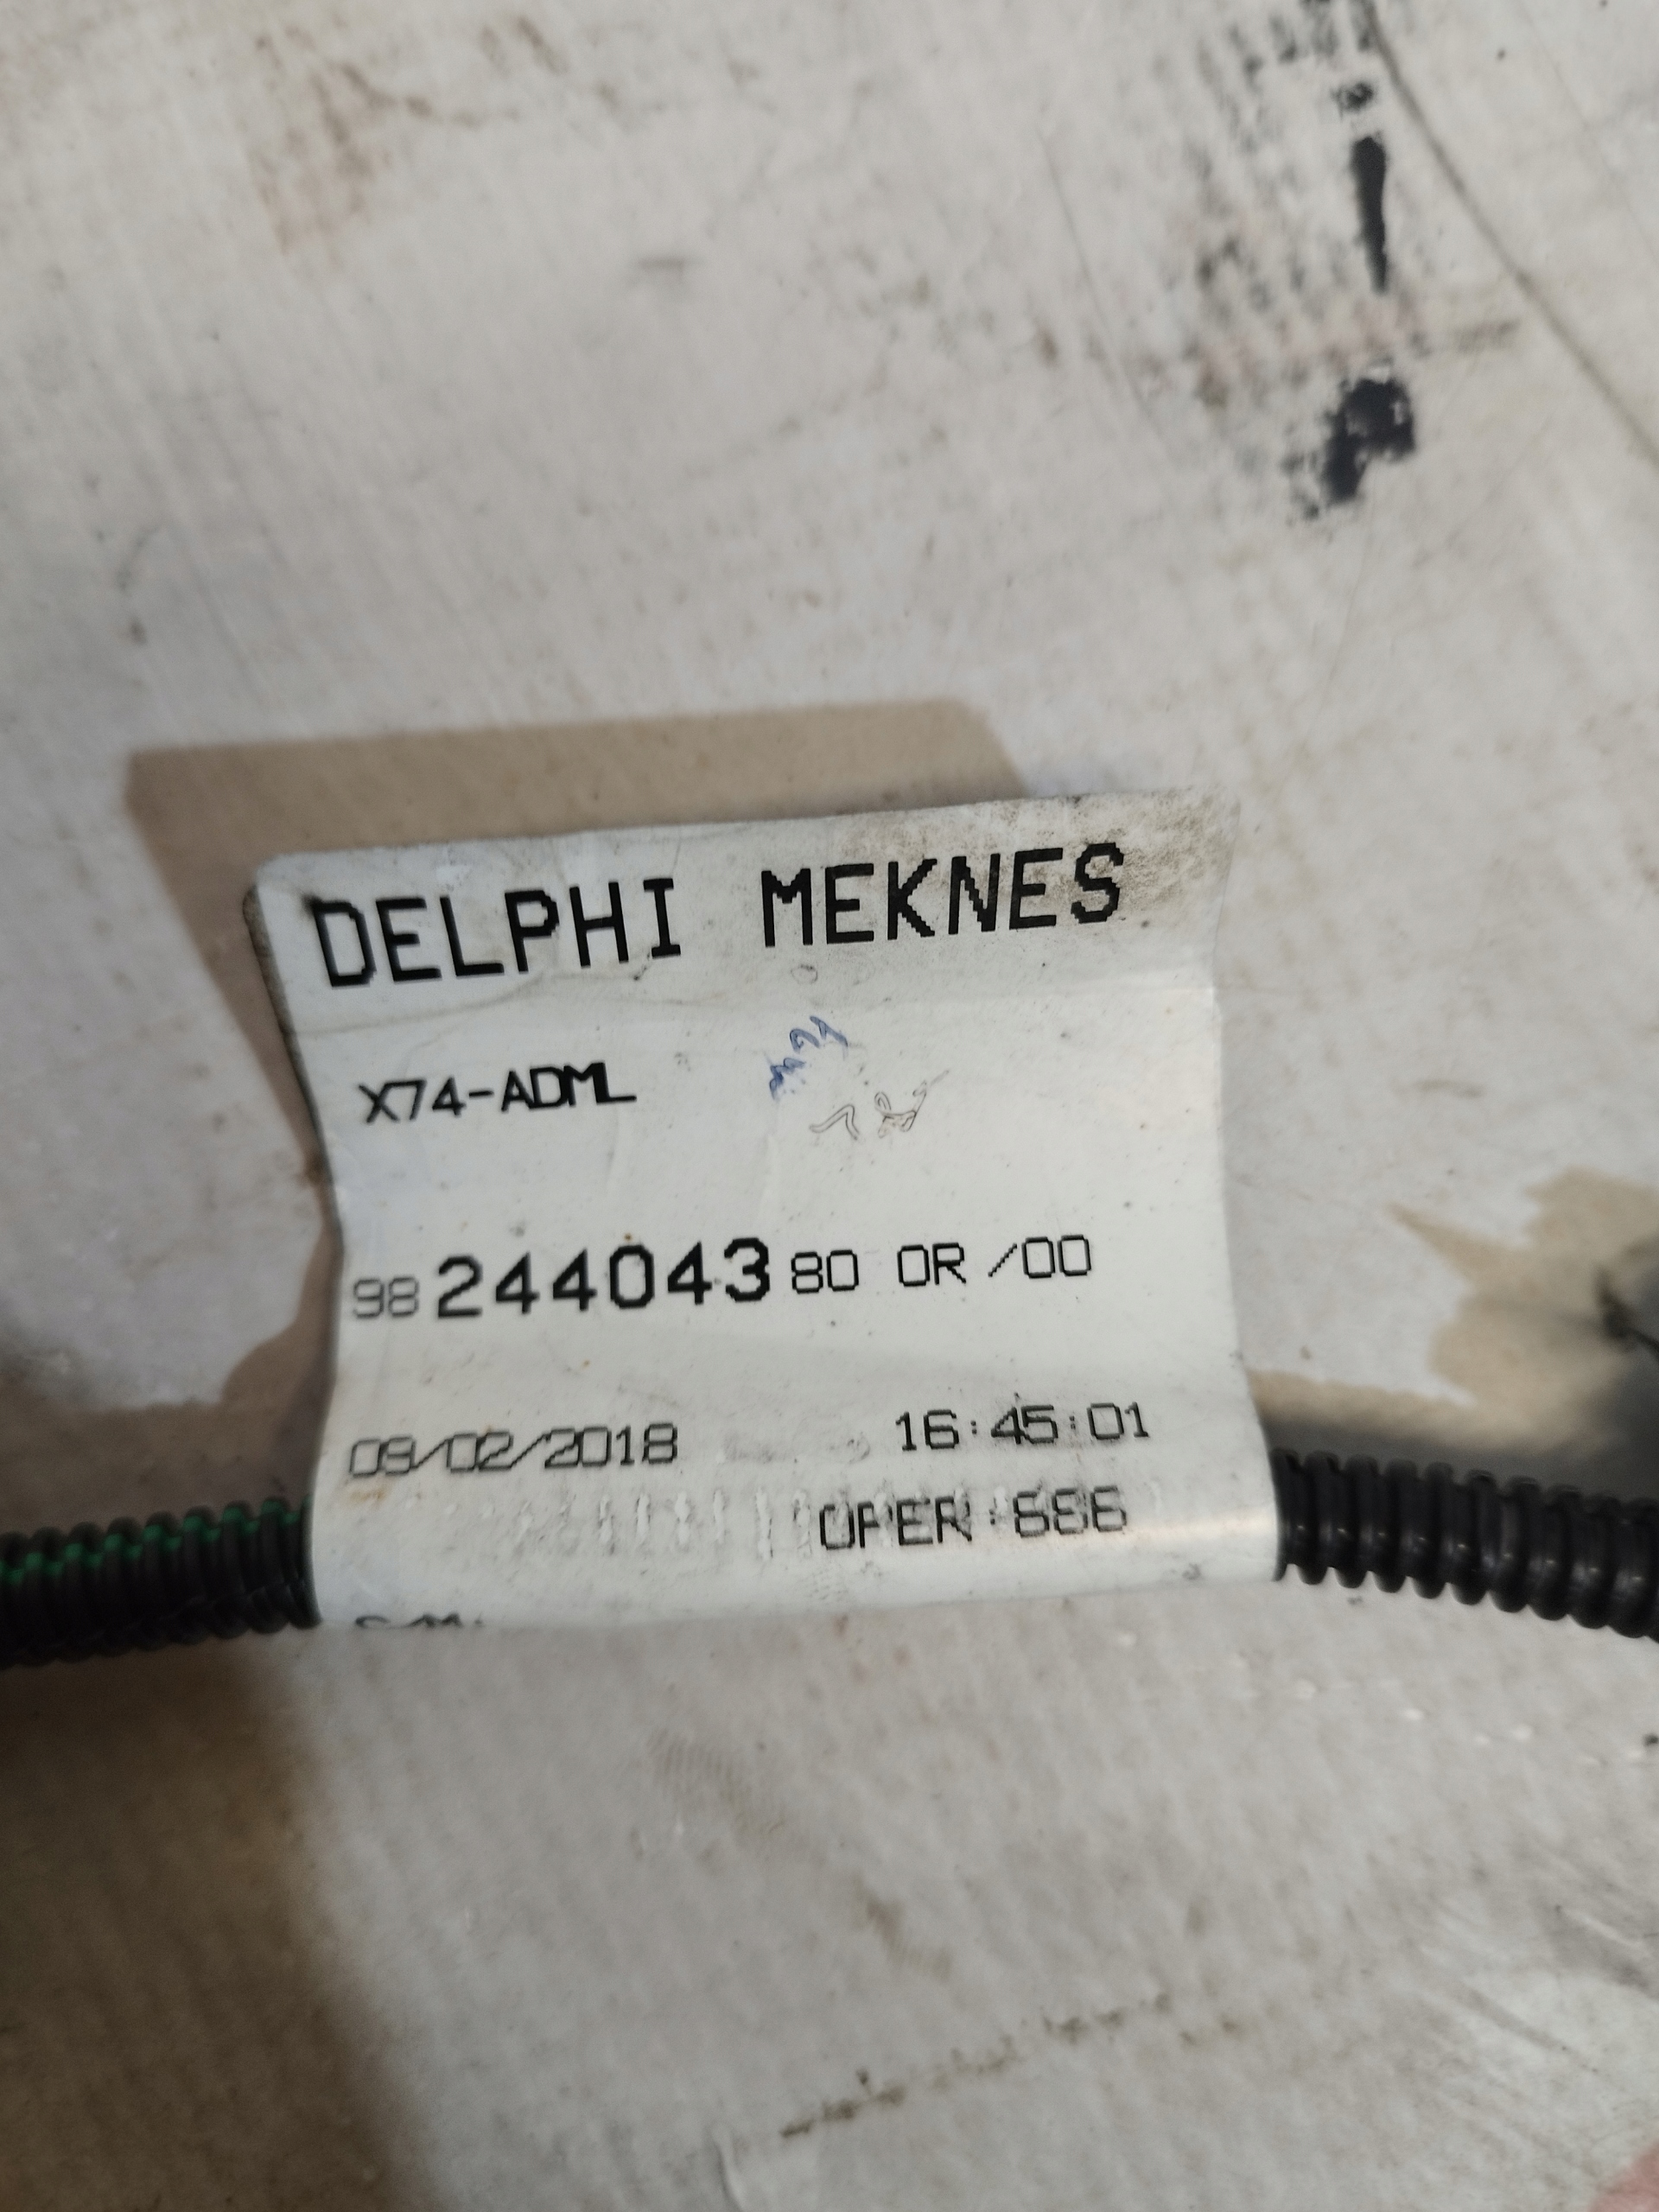 DELPHI MEKNES
X74-ADML
98 244043 80 OR /00
09/02/2018 16:45:01
OPER :666